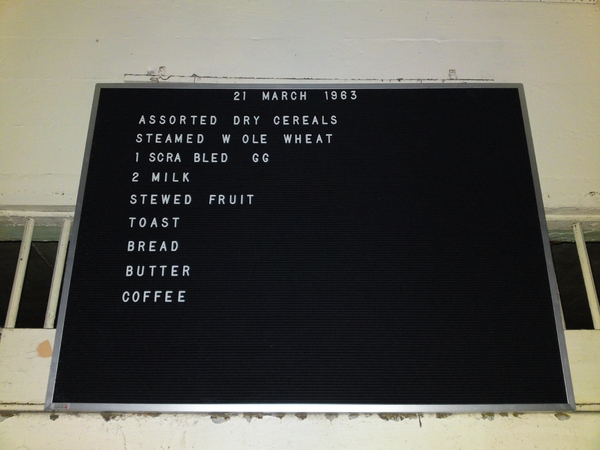 21 MARCH 1963
ASSORTED DRY CEREALS
STEAMED W OLE WHEAT
1 SCRA BLED GG
2 MILK
STEWED FRUIT
TOAST
BREAD
BUTTER
COFFEE